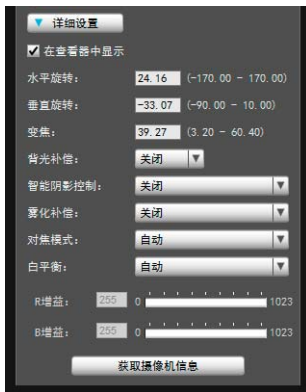 详细设置
在查看器中显示
水平旋转： 24.16 (-170.00 - 170.00)
垂直旋转： -33.07 (-90.00 - 10.00)
变焦： 39.27 (3.20 - 60.40)
背光补偿： 关闭
智能阴影控制： 关闭
雾化补偿： 关闭
对焦模式： 自动
白平衡： 自动
R增益： 255 0 1023
B增益： 255 0 1023
获取摄像机信息